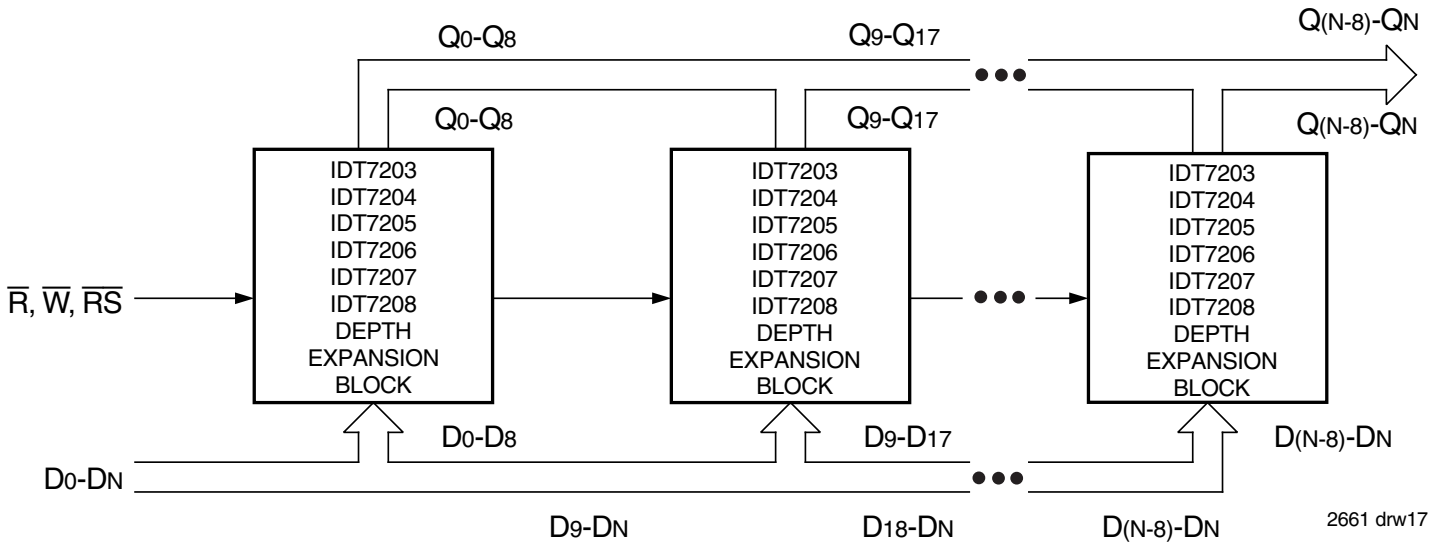 Q0-Q8 Q9-Q17 Q(N-8)-QN
Q0-Q8 Q9-Q17 Q(N-8)-QN
IDT7203
IDT7204
IDT7205
IDT7206
IDT7207
IDT7208
DEPTH
EXPANSION
BLOCK
IDT7203
IDT7204
IDT7205
IDT7206
IDT7207
IDT7208
DEPTH
EXPANSION
BLOCK
IDT7203
IDT7204
IDT7205
IDT7206
IDT7207
IDT7208
DEPTH
EXPANSION
BLOCK
R̅, W̅, R̅S̅
D0-D8 D9-D17 D(N-8)-DN
D0-DN
D9-DN D18-DN D(N-8)-DN
2661 drw17